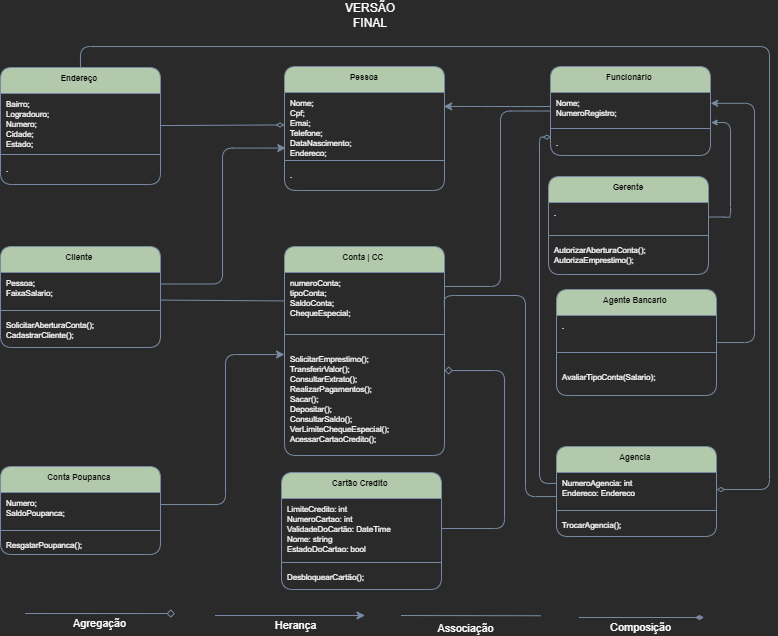 VERSÃO
FINAL
Endereço
Bairro;
Logradouro;
Numero;
Cidade;
Estado;
-
Pessoa
Nome;
Cpf;
Emai;
Telefone;
DataNascimento;
Endereco;
-
Funcionário
Nome;
NumeroRegistro;
-
Gerente
-
AutorizarAberturaConta();
AutorizaEmprestimo();
Cliente
Pessoa;
FaixaSalario;
SolicitarAberturaConta();
CadastrarCliente();
Conta | CC
numeroConta;
tipoConta;
SaldoConta;
ChequeEspecial;
SolicitarEmprestimo();
TransferirValor();
ConsultarExtrato();
RealizarPagamentos();
Sacar();
Depositar();
ConsultarSaldo();
VerLimiteChequeEspecial();
AcessarCartaoCredito();
Agente Bancario
-
AvaliarTipoConta(Salario);
Conta Poupanca
Numero;
SaldoPoupanca;
ResgatarPoupanca();
Cartão Credito
LimiteCredito: int
NumeroCartao: int
ValidadeDoCartão: DateTime
Nome: string
EstadoDoCartao: bool
DesbloquearCartão();
Agencia
NumeroAgencia: int
Endereco: Endereco
TrocarAgencia();
Agregação
Herança
Associação
Composição